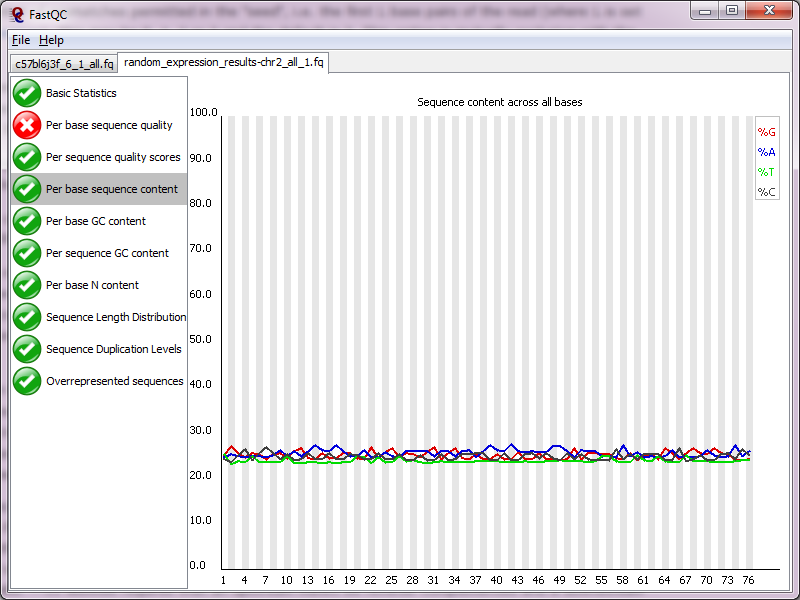 FastQC
File Help
c57bl6j3f_6_1_all.fq random_expression_results-chr2_all_1.fq
Basic Statistics
Per base sequence quality
Per sequence quality scores
Per base sequence content
Per base GC content
Per sequence GC content
Per base N content
Sequence Length Distribution
Sequence Duplication Levels
Overrepresented sequences
Sequence content across all bases
100.0
90.0
80.0
70.0
60.0
50.0
40.0
30.0
20.0
10.0
0.0
1 4 7 10 13 16 19 22 25 28 31 34 37 40 43 46 49 52 55 58 61 64 67 70 73 76
%G
%A
%T
%C